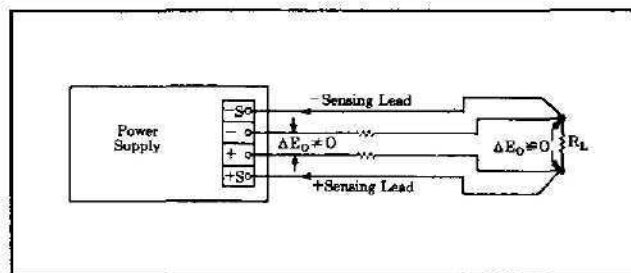 -S
-Sensing Lead
-
Power
Supply
ΔE₀ ≠ 0
ΔE₀ ≅ 0
R_L
+
+S
+Sensing Lead